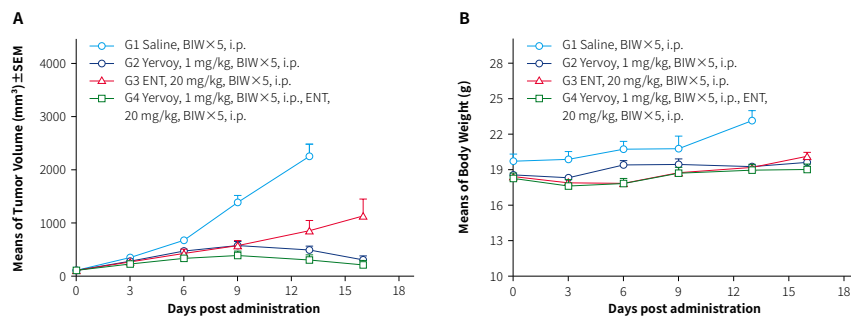 A
Means of Tumor Volume (mm³)±SEM
4000
3000
2000
1000
500
0
G1 Saline, BIW×5, i.p.
G2 Yervoy, 1 mg/kg, BIW×5, i.p.
G3 ENT, 20 mg/kg, BIW×5, i.p.
G4 Yervoy, 1 mg/kg, BIW×5, i.p., ENT,
20 mg/kg, BIW×5, i.p.
0 3 6 9 12 15 18
Days post administration
B
Means of Body Weight (g)
28
25
22
19
16
13
10
G1 Saline, BIW×5, i.p.
G2 Yervoy, 1 mg/kg, BIW×5, i.p.
G3 ENT, 20 mg/kg, BIW×5, i.p.
G4 Yervoy, 1 mg/kg, BIW×5, i.p., ENT,
20 mg/kg, BIW×5, i.p.
0 3 6 9 12 15 18
Days post administration